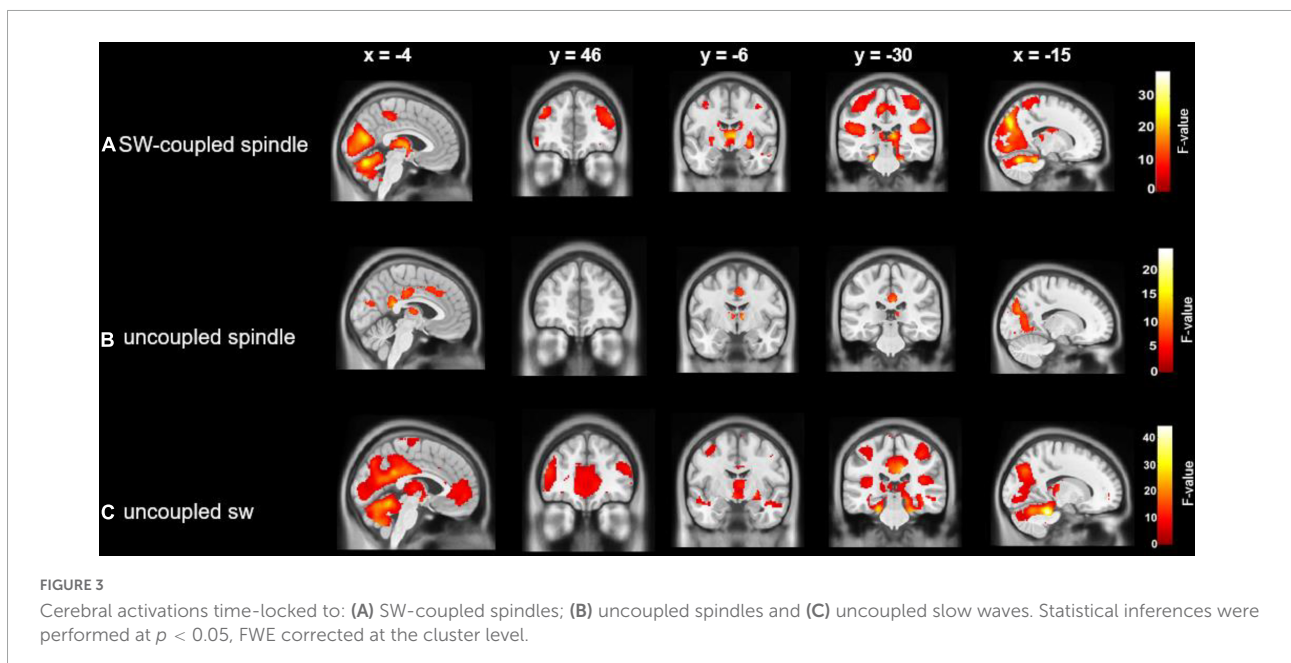 x = -4 y = 46 y = -6 y = -30 x = -15
A SW-coupled spindle
30
20
10
0
F-value
B uncoupled spindle
20
15
10
5
0
F-value
C uncoupled sw
40
30
20
10
0
F-value
FIGURE 3
Cerebral activations time-locked to: (A) SW-coupled spindles; (B) uncoupled spindles and (C) uncoupled slow waves. Statistical inferences were
performed at p < 0.05, FWE corrected at the cluster level.